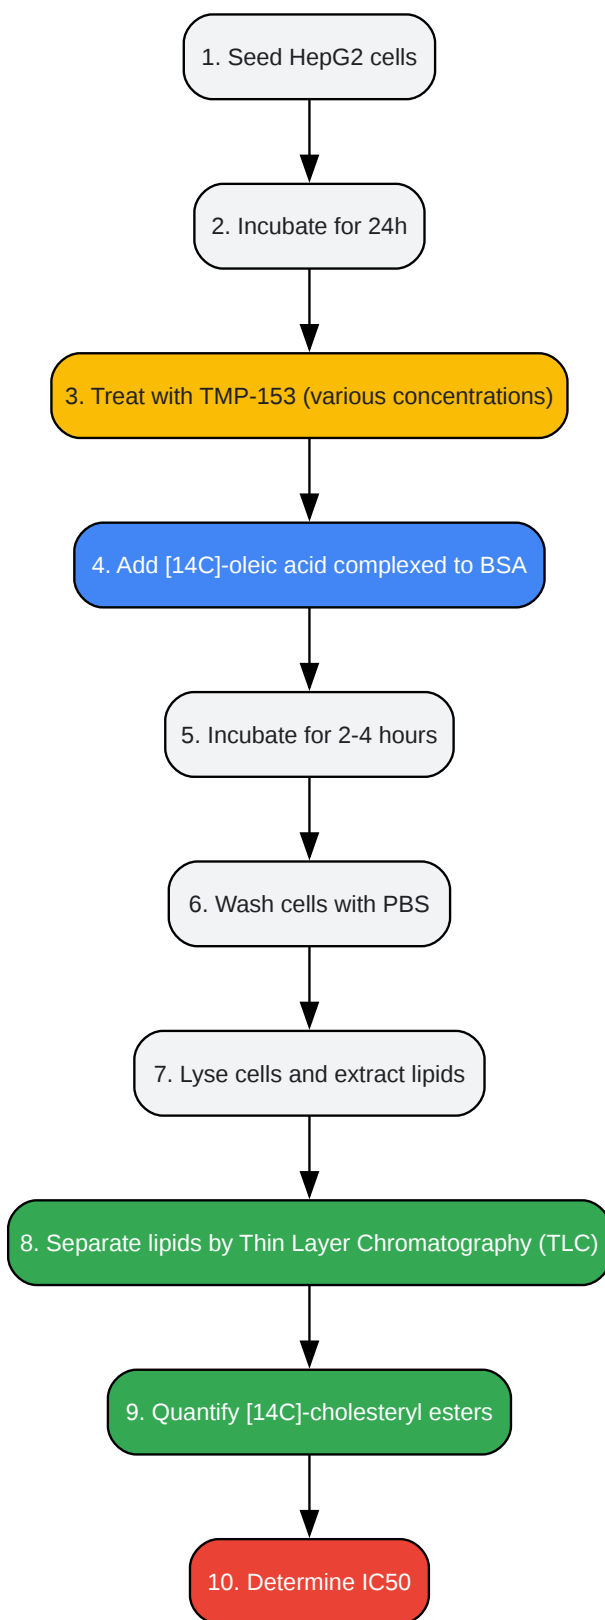 1. Seed HepG2 cells
2. Incubate for 24h
3. Treat with TMP-153 (various concentrations)
4. Add [14C]-oleic acid complexed to BSA
5. Incubate for 2-4 hours
6. Wash cells with PBS
7. Lyse cells and extract lipids
8. Separate lipids by Thin Layer Chromatography (TLC)
9. Quantify [14C]-cholesteryl esters
10. Determine IC50